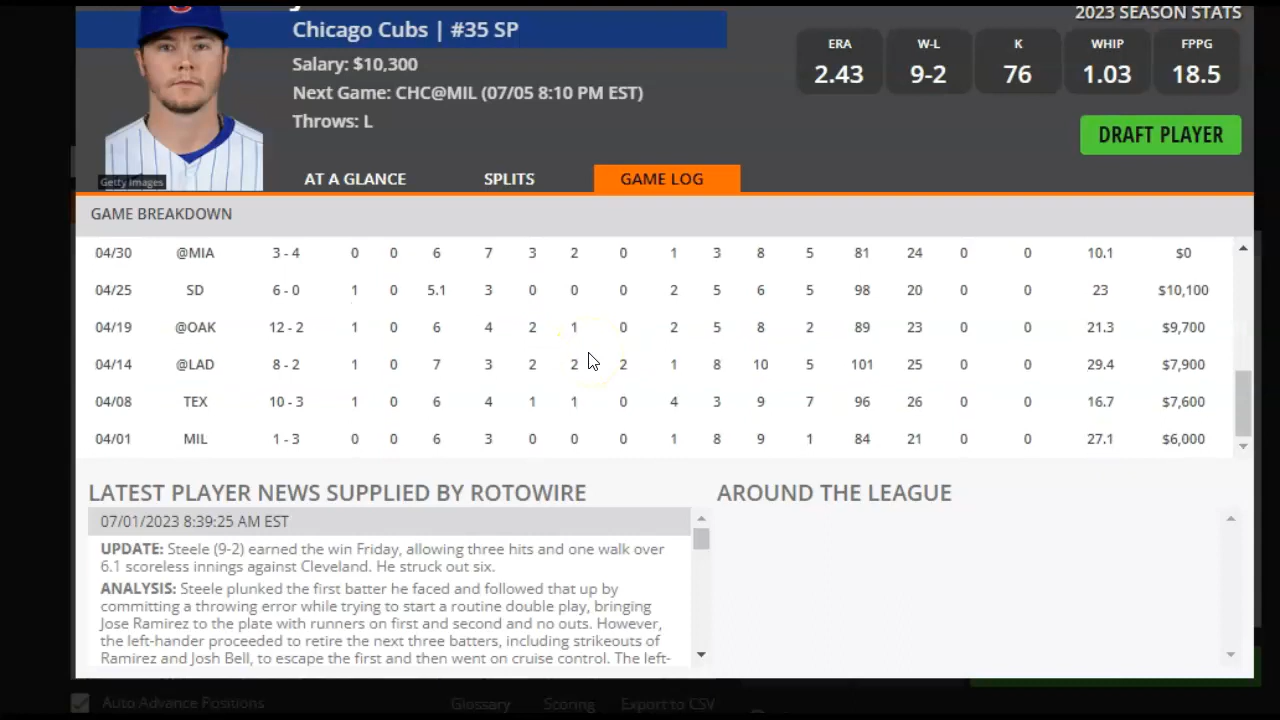 Chicago Cubs | #35 SP
2023 SEASON STATS
Salary: $10,300
Next Game: CHC@MIL (07/05 8:10 PM EST)
Throws: L
ERA W-L K WHIP FPPG
2.43 9-2 76 1.03 18.5
DRAFT PLAYER
Getty Images
AT A GLANCE SPLITS GAME LOG
GAME BREAKDOWN
04/30 @MIA 3 - 4 0 0 6 7 3 2 0 1 3 8 5 81 24 0 0 10.1 $0
04/25 SD 6 - 0 1 0 5.1 3 0 0 0 2 5 6 5 98 20 0 0 23 $10,100
04/19 @OAK 12 - 2 1 0 6 4 2 1 0 2 5 8 2 89 23 0 0 21.3 $9,700
04/14 @LAD 8 - 2 1 0 7 3 2 2 2 1 8 10 5 101 25 0 0 29.4 $7,900
04/08 TEX 10 - 3 1 0 6 4 1 1 0 4 3 9 7 96 26 0 0 16.7 $7,600
04/01 MIL 1 - 3 0 0 6 3 0 0 0 1 8 9 1 84 21 0 0 27.1 $6,000
LATEST PLAYER NEWS SUPPLIED BY ROTOWIRE
07/01/2023 8:39:25 AM EST
UPDATE: Steele (9-2) earned the win Friday, allowing three hits and one walk over
6.1 scoreless innings against Cleveland. He struck out six.
ANALYSIS: Steele plunked the first batter he faced and followed that up by
committing a throwing error while trying to start a routine double play, bringing
Jose Ramirez to the plate with runners on first and second and no outs. However,
the left-hander proceeded to retire the next three batters, including strikeouts of
Ramirez and Josh Bell, to escape the first and then went on cruise control. The left-
AROUND THE LEAGUE
Auto Advance Positions
Glossary Scoring Export to CSV